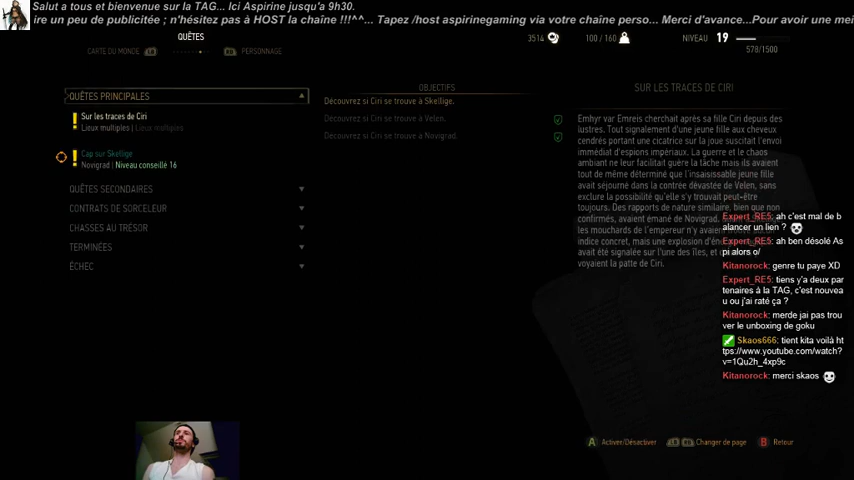 Salut a tous et bienvenue sur la TAG... Ici Aspirine jusqu'a 9h30.
ire un peu de publicitée ; n'hésitez pas à HOST la chaîne !!!^^... Tapez /host aspirinegaming via votre chaîne perso... Merci d'avance...Pour avoir une mei
QUÊTES
3514
100 / 160
NIVEAU 19
578/1500
CARTE DU MONDE LB
RB PERSONNAGE
QUÊTES PRINCIPALES
Sur les traces de Ciri
Lieux multiples | Lieux multiples
Cap sur Skellige
Novigrad | Niveau conseillé 16
QUÊTES SECONDAIRES
CONTRATS DE SORCELEUR
CHASSES AU TRÉSOR
TERMINÉES
ÉCHEC
OBJECTIFS
Découvrez si Ciri se trouve à Skellige.
Découvrez si Ciri se trouve à Velen.
Découvrez si Ciri se trouve à Novigrad.
SUR LES TRACES DE CIRI
Emhyr var Emreis cherchait après sa fille Ciri depuis des
lustres. Tout signalement d'une jeune fille aux cheveux
cendrés portant une cicatrice sur la joue suscitait l'envoi
immédiat d'espions impériaux. La guerre et le chaos
ambiant ne leur facilitait guère la tâche mais ils avaient
tout de même déterminé que l'insaisissable jeune fille
avait séjourné dans la contrée dévastée de Velen, sans
exclure la possibilité qu'elle s'y trouvait peut-être
toujours. Des rapports de nature similaire, bien que non
confirmés, avaient émané de Novigrad,
les mouchards de l'empereur n'y avaient
indice concret, mais une explosion d'én
avait été signalée sur l'une des îles, et
voyaient la patte de Ciri.
Expert_RE5: ah c'est mal de b
alancer un lien ?
Expert_RE5: ah ben désolé As
pi alors o/
Kitanorock: genre tu paye XD
Expert_RE5: tiens y'a deux par
tenaires à la TAG, c'est nouvea
u ou j'ai raté ça ?
Kitanorock: merde jai pas trou
ver le unboxing de goku
Skaos666: tient kita voilà ht
tps://www.youtube.com/watch?
v=1Qu2h_4xp9c
Kitanorock: merci skaos
A Activer/Désactiver
LB RB Changer de page
B Retour